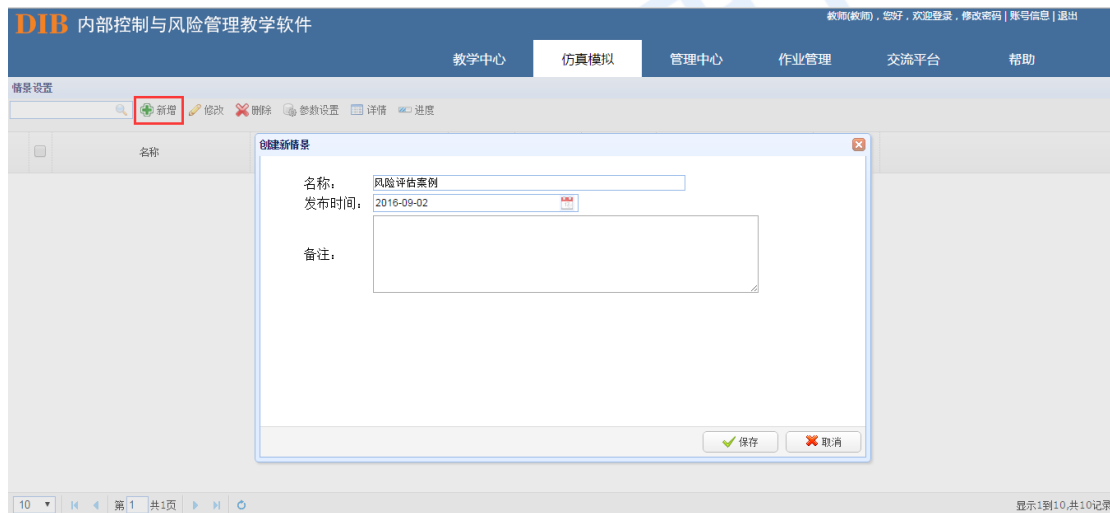 DIB 内部控制与风险管理教学软件
教师(教师)，您好，欢迎登录，修改密码 | 账号信息 | 退出
教学中心 仿真模拟 管理中心 作业管理 交流平台 帮助
情景设置
新增 修改 删除 参数设置 详情 进度
名称
创建新情景
名称： 风险评估案例
发布时间： 2016-09-02
备注：
保存 取消
10 第 1 共1页
显示1到10,共10记录